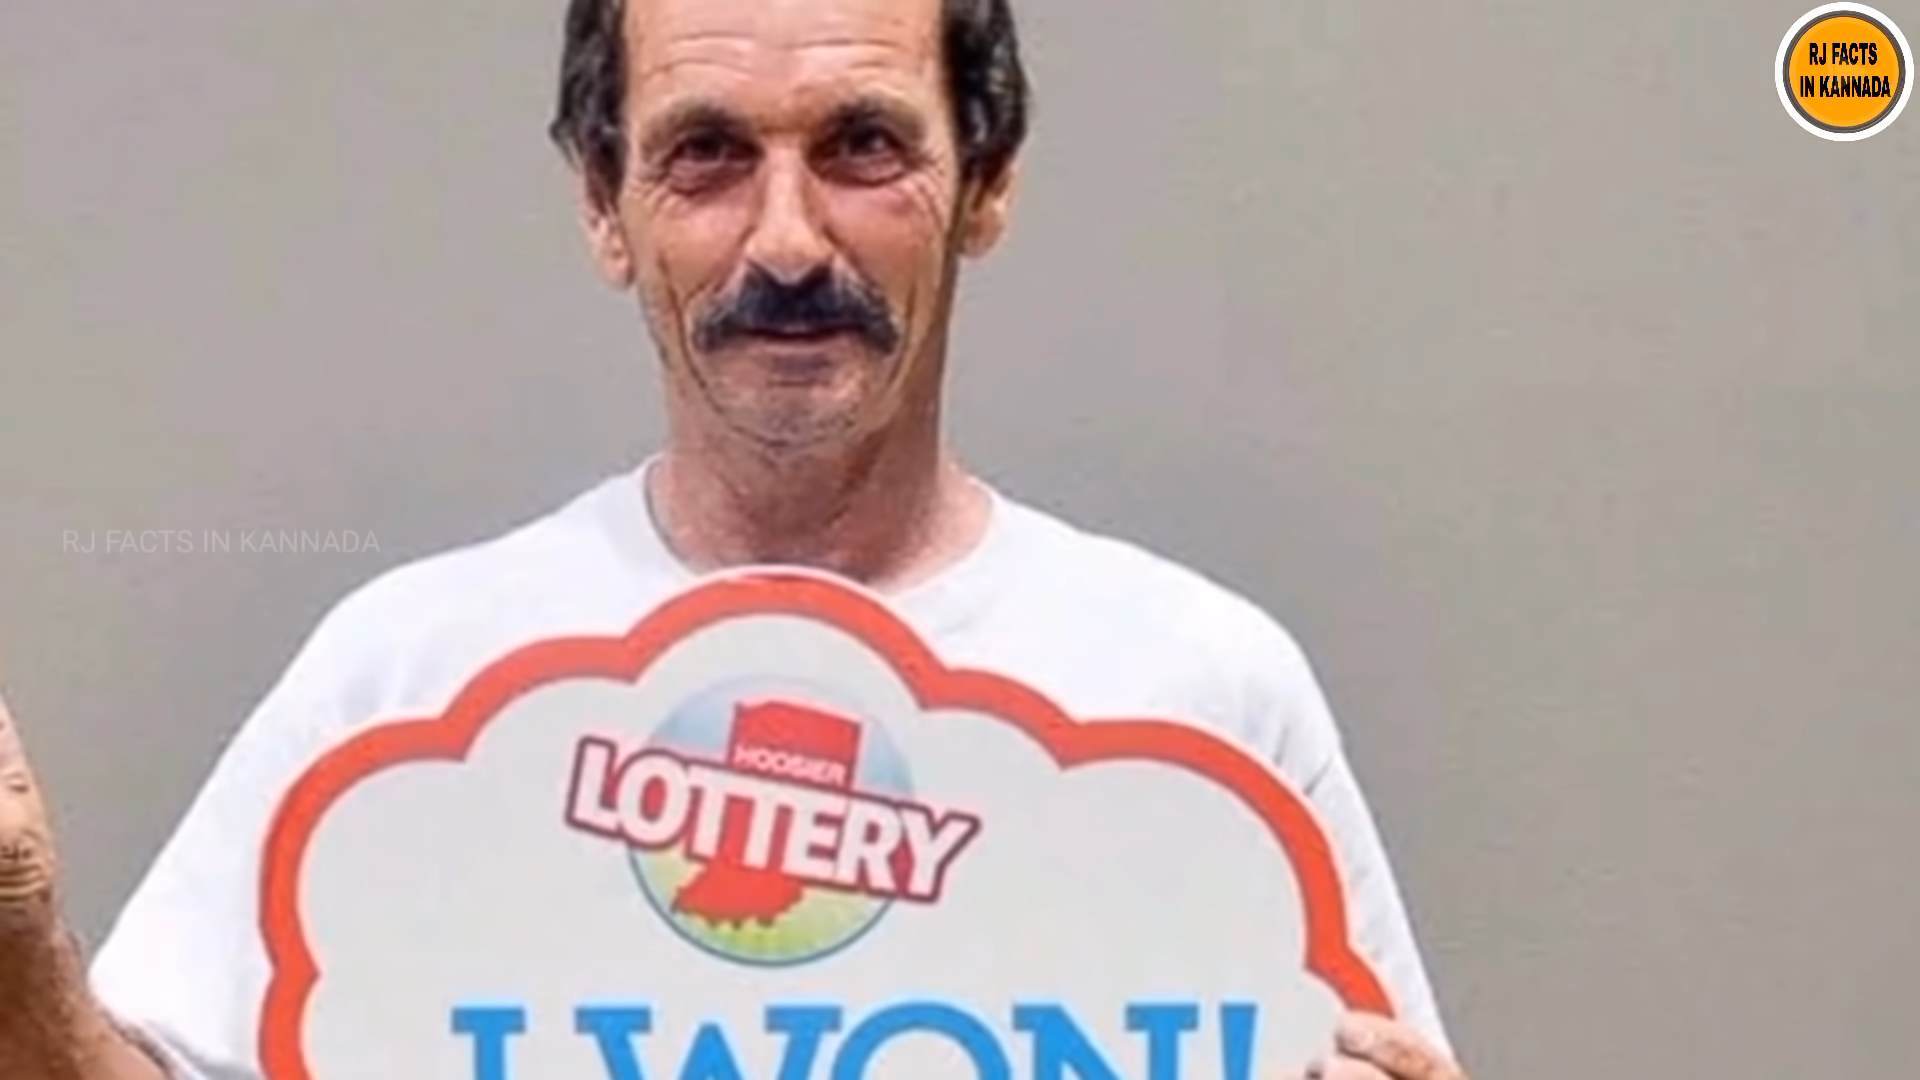 RJ FACTS
IN KANNADA
RJ FACTS IN KANNADA
HOOSIER
LOTTERY
I WON!